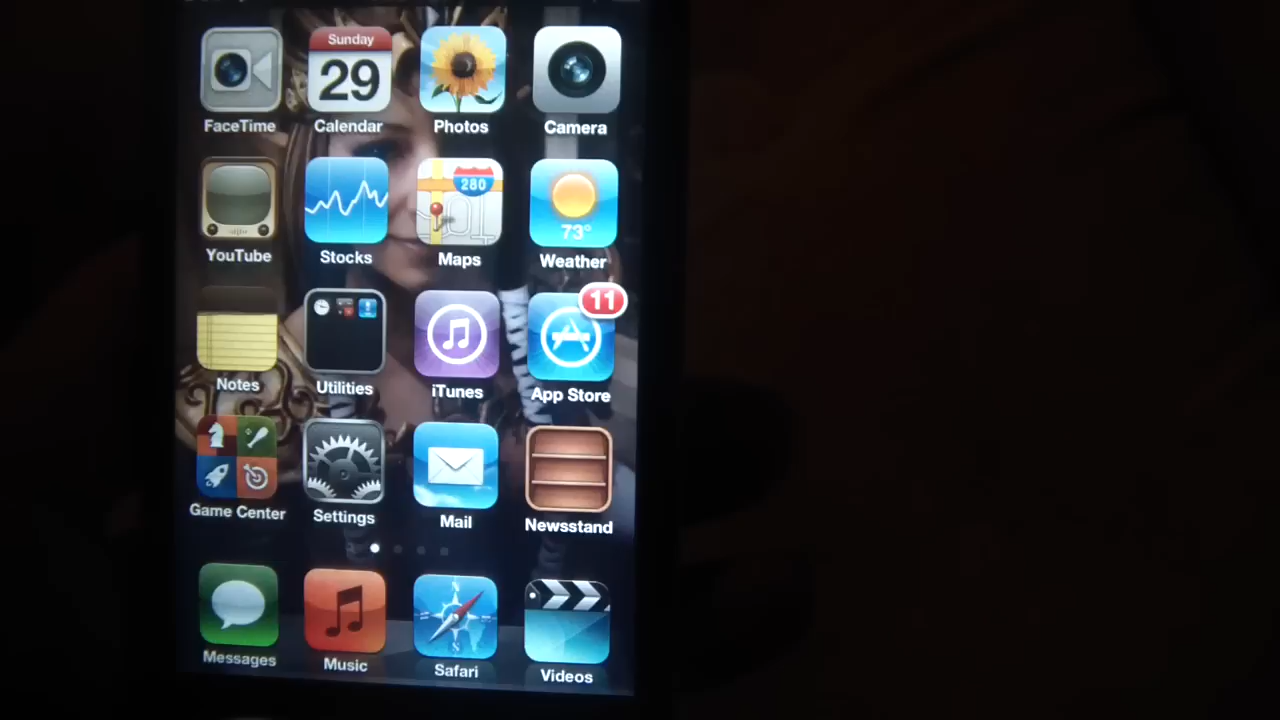 Sunday
29
FaceTime Calendar Photos Camera
280
73°
YouTube Stocks Maps Weather
11
Notes Utilities iTunes App Store
Game Center Settings Mail Newsstand
Messages Music Safari Videos